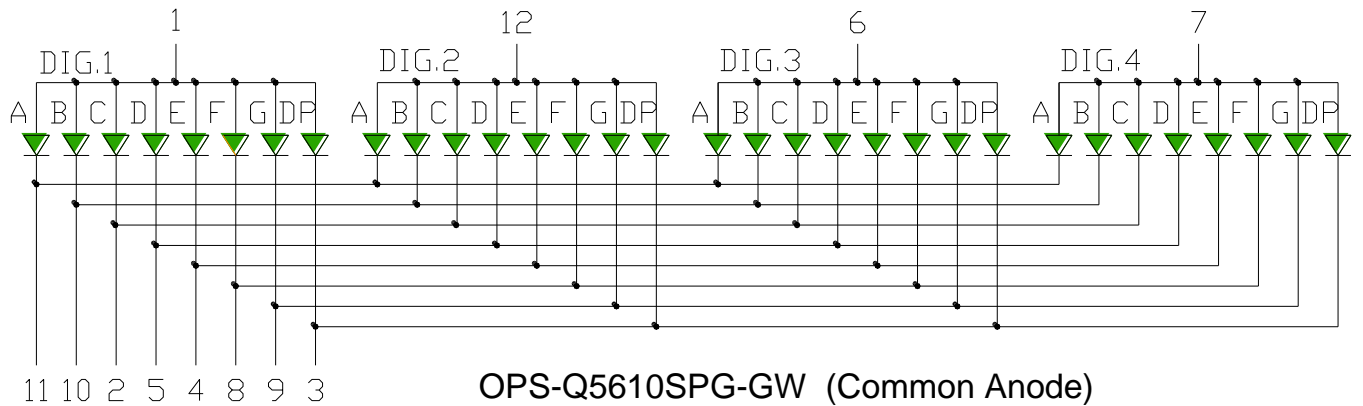 1 12 6 7
DIG.1 DIG.2 DIG.3 DIG.4
A B C D E F G DP A B C D E F G DP A B C D E F G DP A B C D E F G DP
11 10 2 5 4 8 9 3
OPS-Q5610SPG-GW (Common Anode)